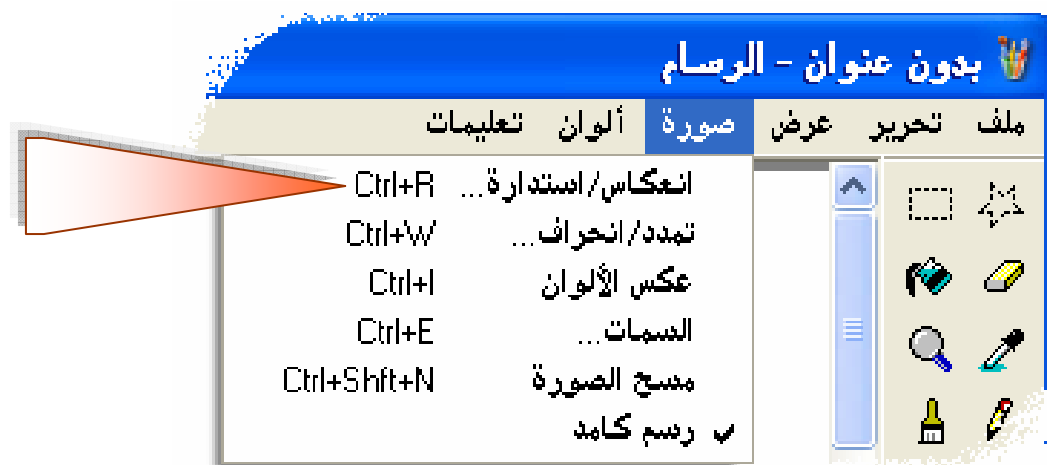 بدون عنوان - الرسام
ملف تحرير عرض صورة ألوان تعليمات
انعكاس/استدارة... Ctrl+R
تمدد/انحراف... Ctrl+W
عكس الألوان Ctrl+I
السمات... Ctrl+E
مسح الصورة Ctrl+Shft+N
رسم كامد